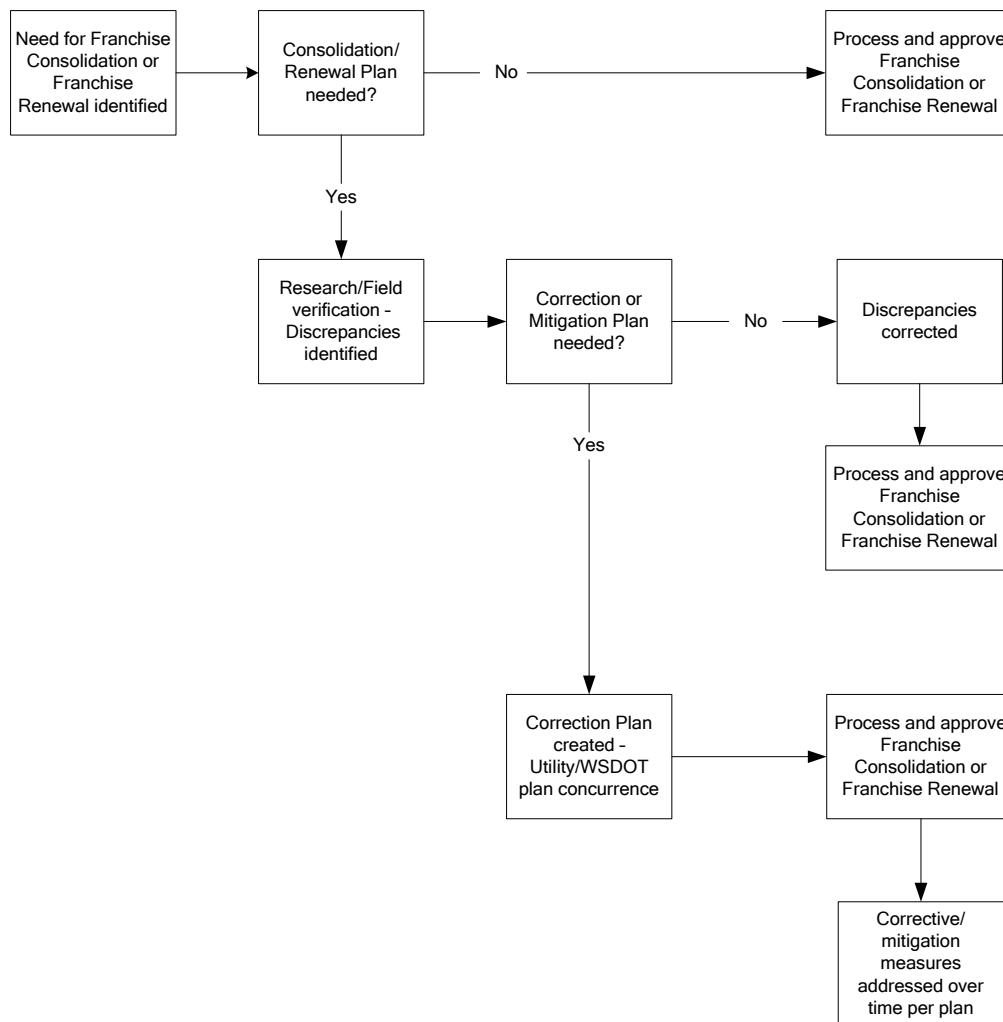 Need for Franchise
Consolidation or
Franchise
Renewal identified
Consolidation/
Renewal Plan
needed?
No
Process and approve
Franchise
Consolidation or
Franchise Renewal
Yes
Research/Field
verification -
Discrepancies
identified
Correction or
Mitigation Plan
needed?
No
Discrepancies
corrected
Yes
Process and approve
Franchise
Consolidation or
Franchise Renewal
Correction Plan
created -
Utility/WSDOT
plan concurrence
Process and approve
Franchise
Consolidation or
Franchise Renewal
Corrective/
mitigation
measures
addressed over
time per plan